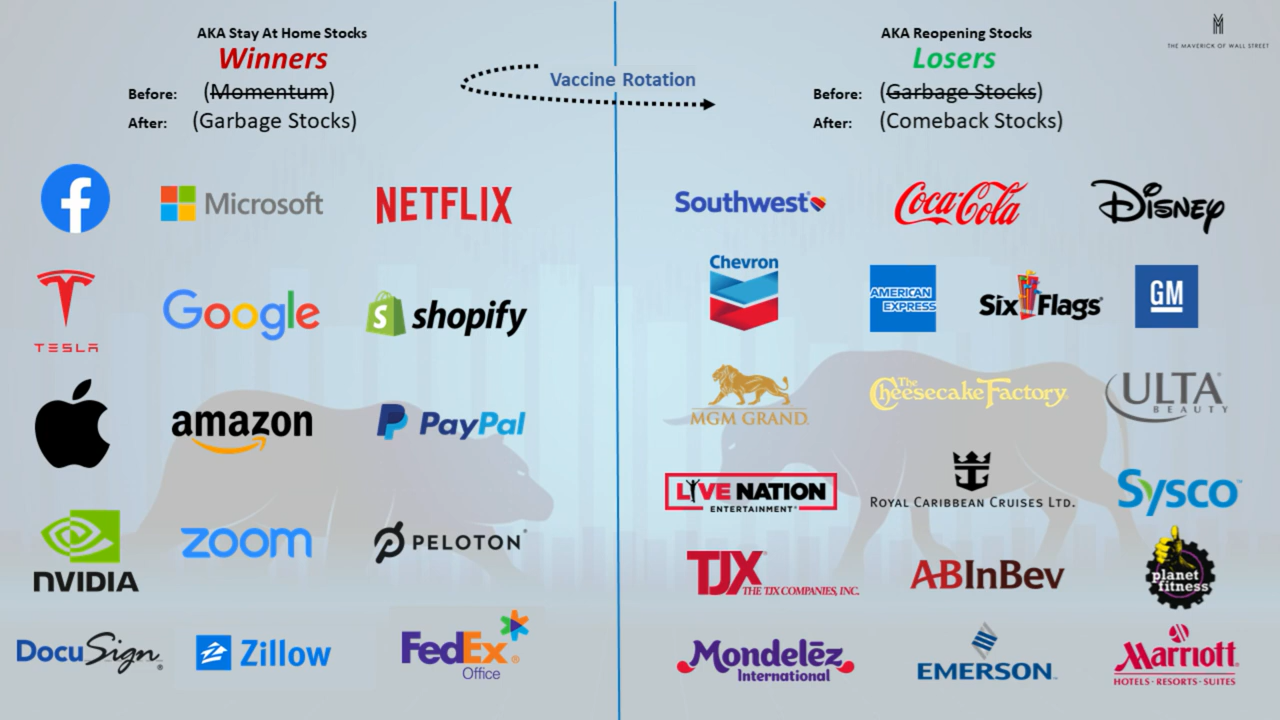 AKA Stay At Home Stocks
Winners
Before: (Momentum)
After: (Garbage Stocks)
Vaccine Rotation
AKA Reopening Stocks
Losers
Before: (Garbage Stocks)
After: (Comeback Stocks)
THE MAVERICK OF WALL STREET
f
Microsoft
NETFLIX
TESLA
Google
shopify
amazon
PayPal
NVIDIA
zoom
PELOTON
DocuSign
Zillow
FedEx
Office
Southwest
Coca-Cola
Disney
Chevron
AMERICAN
EXPRESS
Six Flags
GM
MGM GRAND
The Cheesecake Factory
ULTA
BEAUTY
LIVE NATION
ENTERTAINMENT
ROYAL CARIBBEAN CRUISES LTD.
Sysco
TJX
THE TJX COMPANIES, INC.
ABInBev
planet
fitness
Mondelēz
International
EMERSON
Marriott
HOTELS · RESORTS · SUITES